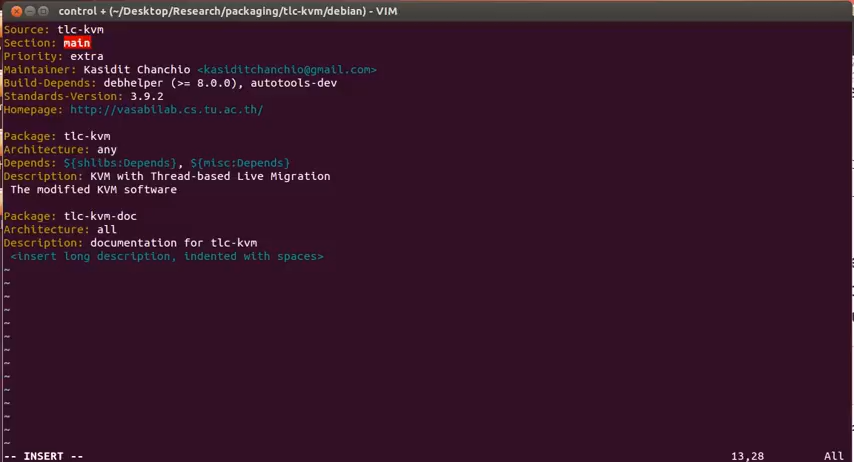 control + (~/Desktop/Research/packaging/tlc-kvm/debian) - VIM
Source: tlc-kvm
Section: main
Priority: extra
Maintainer: Kasidit Chanchio <kasiditchanchio@gmail.com>
Build-Depends: debhelper (>= 8.0.0), autotools-dev
Standards-Version: 3.9.2
Homepage: http://vasabilab.cs.tu.ac.th/

Package: tlc-kvm
Architecture: any
Depends: ${shlibs:Depends}, ${misc:Depends}
Description: KVM with Thread-based Live Migration
 The modified KVM software

Package: tlc-kvm-doc
Architecture: all
Description: documentation for tlc-kvm
 <insert long description, indented with spaces>
~
~
~
~
~
~
~
~
~
~
~
~
~
~
-- INSERT -- 13,28 All